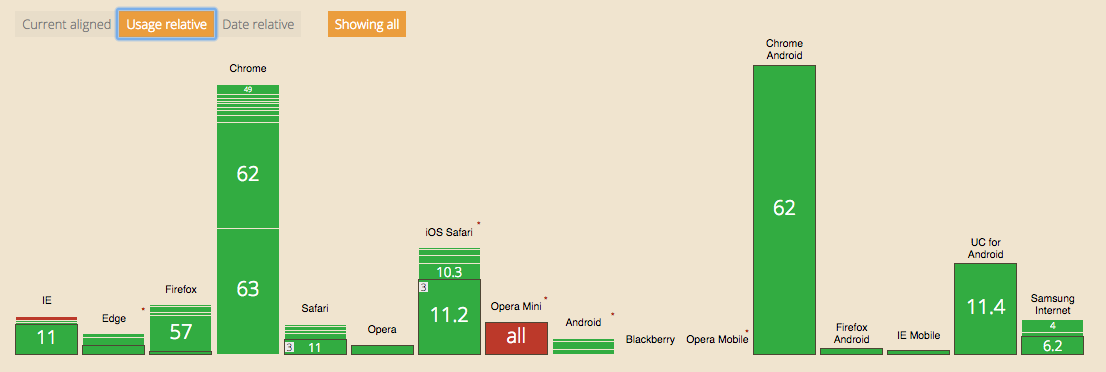 Current aligned Usage relative Date relative Showing all
Chrome
Android
Chrome
49
62
62
iOS Safari *
UC for
Android
10.3
63
Firefox
IE
Edge *
Safari
Opera
3
11.2
Opera Mini *
Android *
11.4
Samsung
Internet
4
11
57
3 11
all
Blackberry
Opera Mobile *
Firefox
Android
IE Mobile
6.2